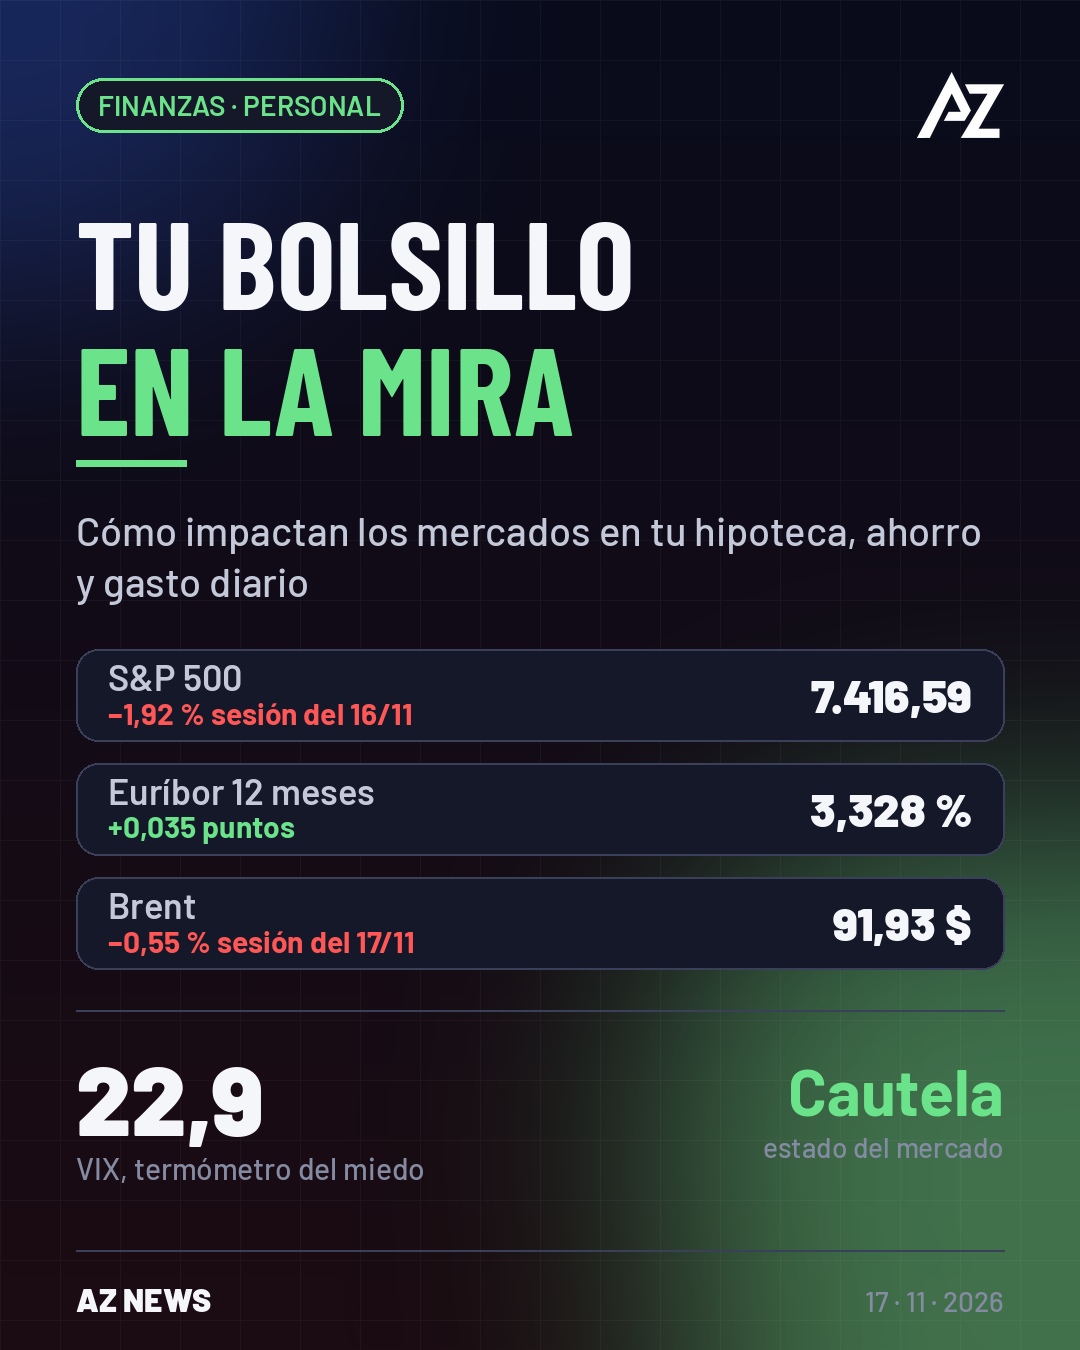 FINANZAS · PERSONAL
AZ
TU BOLSILLO
EN LA MIRA
Cómo impactan los mercados en tu hipoteca, ahorro
y gasto diario
S&P 500
7.416,59
−1,92 % sesión del 16/11
Euríbor 12 meses
3,328 %
+0,035 puntos
Brent
91,93 $
−0,55 % sesión del 17/11
22,9
Cautela
VIX, termómetro del miedo
estado del mercado
AZ NEWS
17 · 11 · 2026